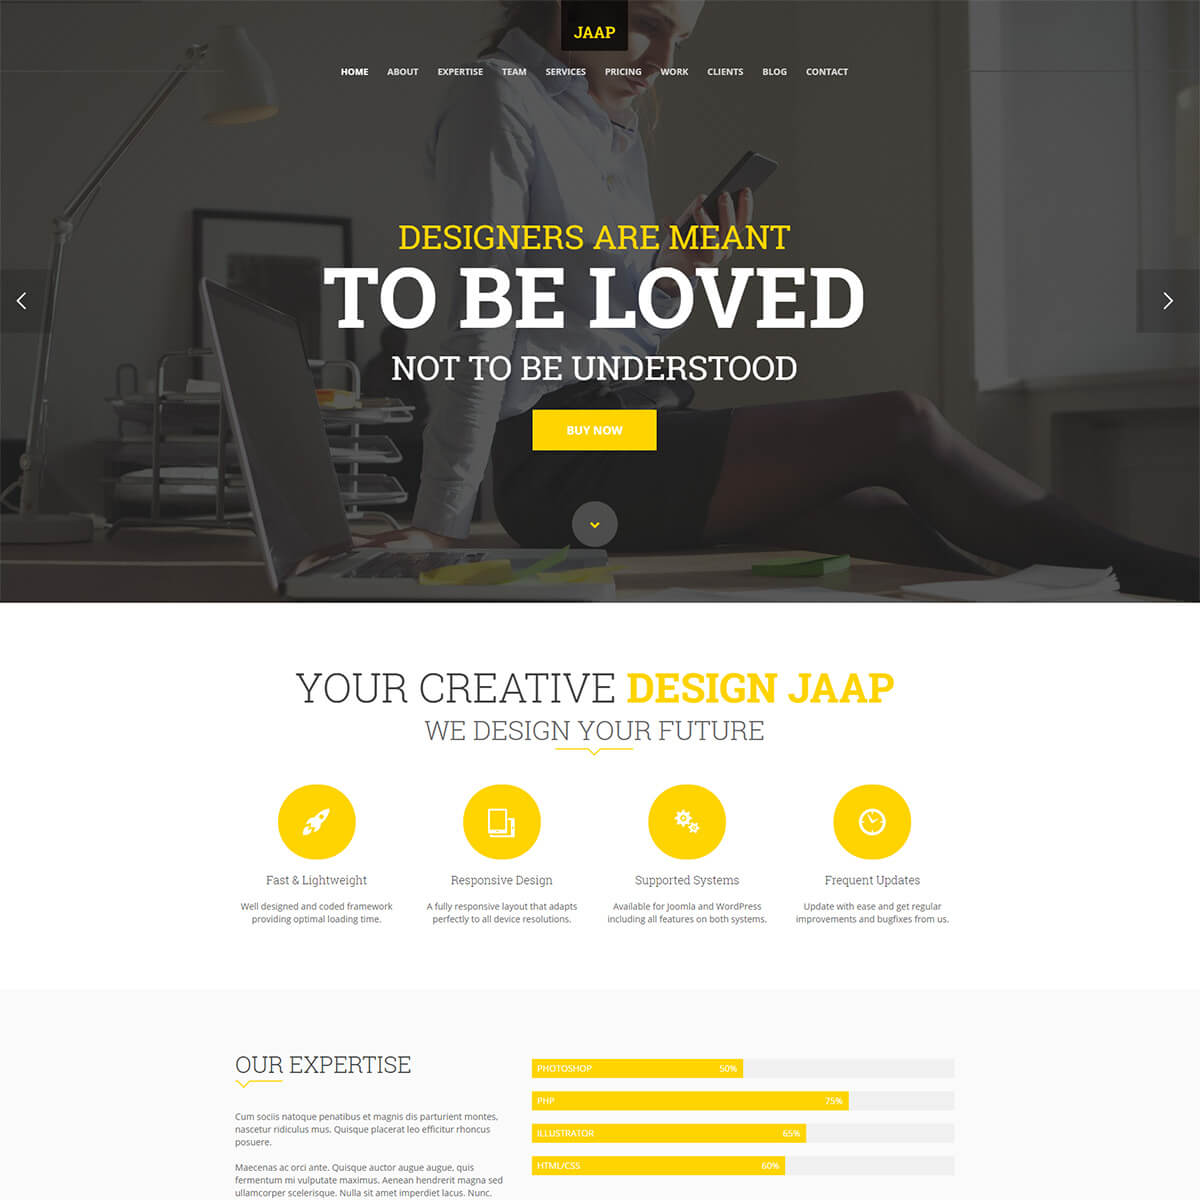 JAAP
HOME ABOUT EXPERTISE TEAM SERVICES PRICING WORK CLIENTS BLOG CONTACT
DESIGNERS ARE MEANT
TO BE LOVED
NOT TO BE UNDERSTOOD
BUY NOW
YOUR CREATIVE DESIGN JAAP
WE DESIGN YOUR FUTURE
Fast & Lightweight
Well designed and coded framework
providing optimal loading time.
Responsive Design
A fully responsive layout that adapts
perfectly to all device resolutions.
Supported Systems
Available for Joomla and WordPress
including all features on both systems.
Frequent Updates
Update with ease and get regular
improvements and bugfixes from us.
OUR EXPERTISE
Cum sociis natoque penatibus et magnis dis parturient montes,
nascetur ridiculus mus. Quisque placerat leo efficitur rhoncus
posuere.
Maecenas ac orci ante. Quisque auctor augue augue, quis
fermentum mi vulputate maximus. Aenean hendrerit magna sed
ullamcorper scelerisque. Nulla sit amet imperdiet lacus. Nunc.
PHOTOSHOP 50%
PHP 75%
ILLUSTRATOR 65%
HTML/CSS 60%